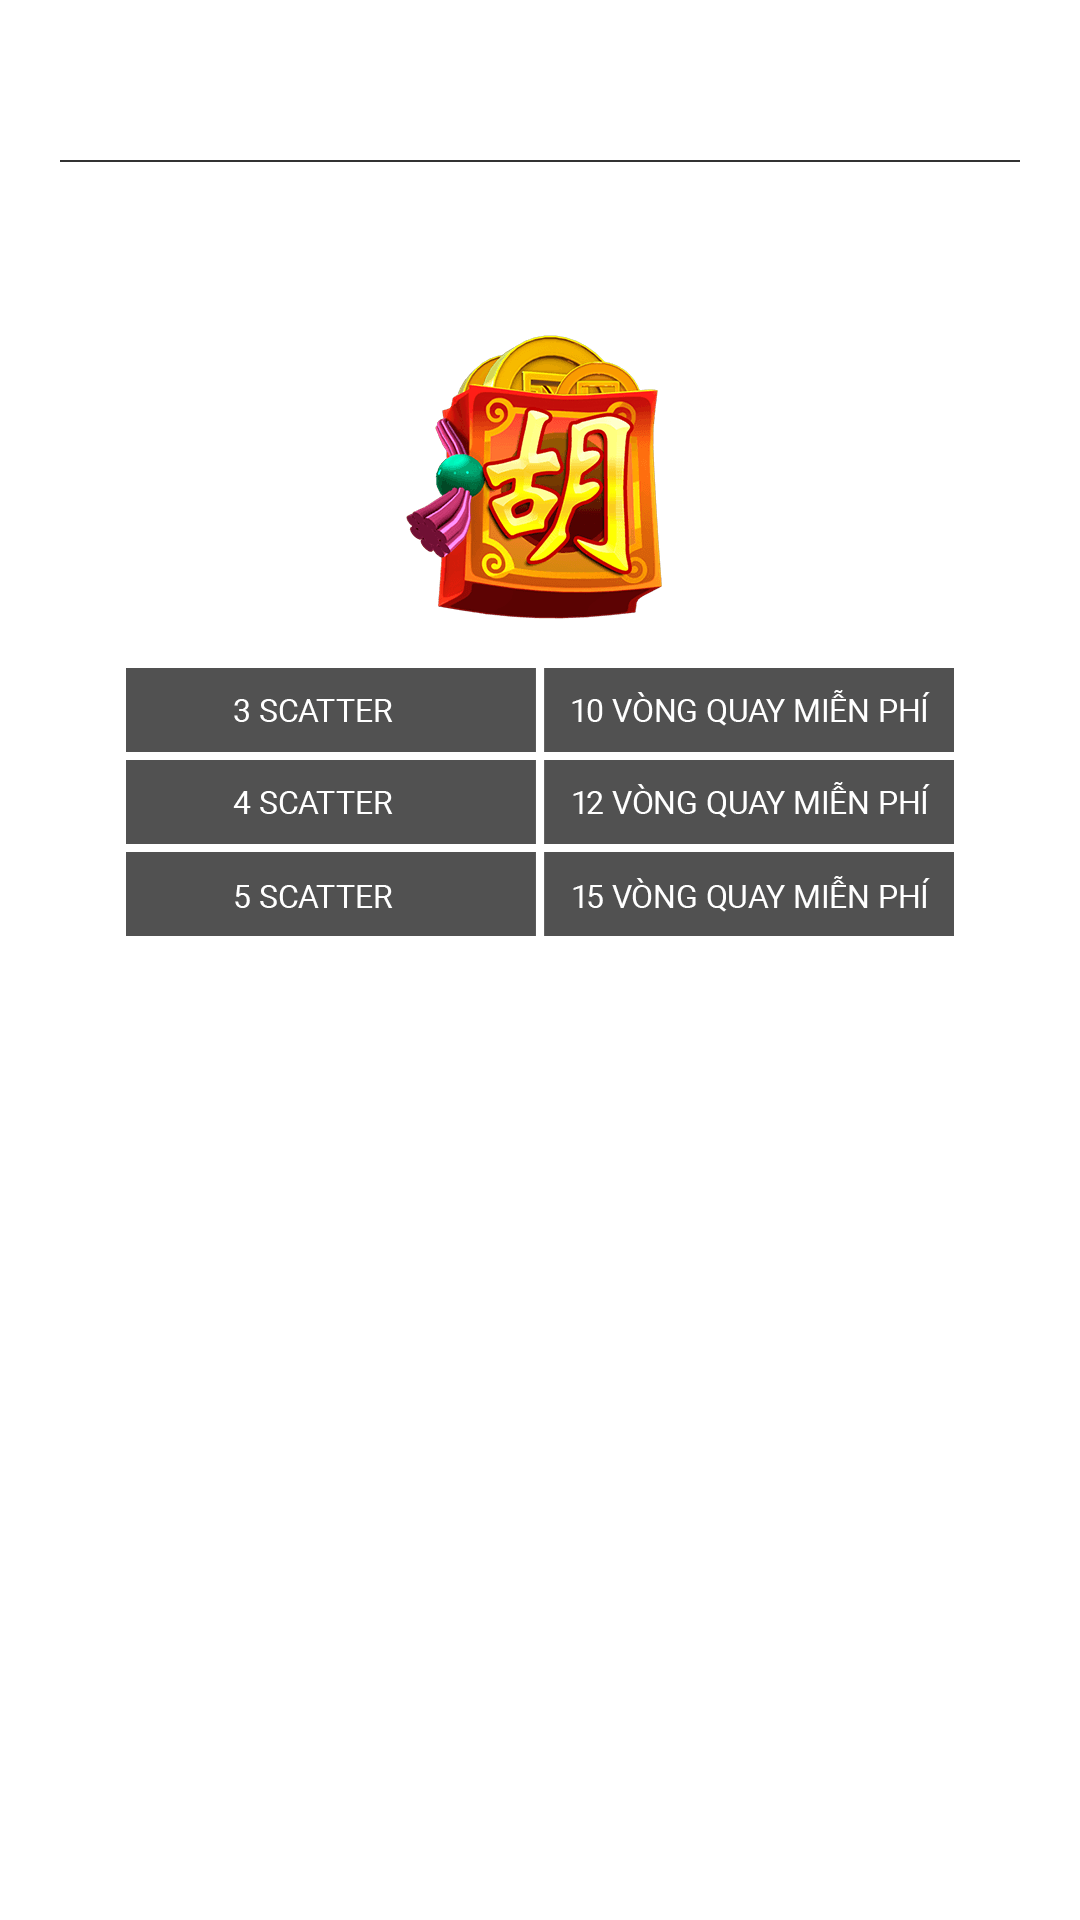 胡
3 SCATTER 10 VÒNG QUAY MIỄN PHÍ
4 SCATTER 12 VÒNG QUAY MIỄN PHÍ
5 SCATTER 15 VÒNG QUAY MIỄN PHÍ